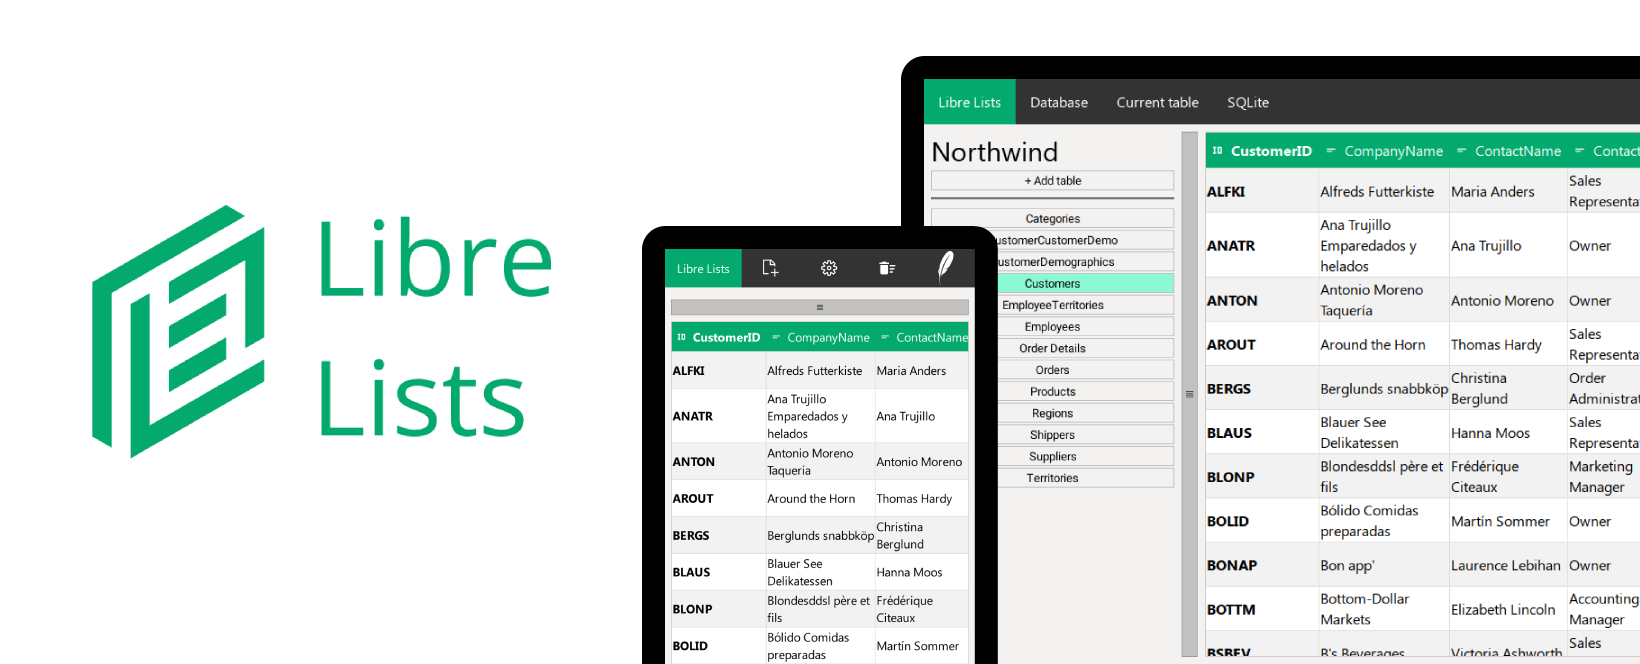 Libre
Lists
Libre Lists
ID CustomerID CompanyName ContactName
ALFKI Alfreds Futterkiste Maria Anders
ANATR Ana Trujillo Emparedados y helados Ana Trujillo
ANTON Antonio Moreno Taquería Antonio Moreno
AROUT Around the Horn Thomas Hardy
BERGS Berglunds snabbköp Christina Berglund
BLAUS Blauer See Delikatessen Hanna Moos
BLONP Blondesddsl père et fils Frédérique Citeaux
BOLID Bólido Comidas preparadas Martín Sommer
Libre Lists Database Current table SQLite
Northwind
+ Add table
Categories
ustomerCustomerDemo
ustomerDemographics
Customers
EmployeeTerritories
Employees
Order Details
Orders
Products
Regions
Shippers
Suppliers
Territories
ID CustomerID CompanyName ContactName Contact
ALFKI Alfreds Futterkiste Maria Anders Sales Representa
ANATR Ana Trujillo Emparedados y helados Ana Trujillo Owner
ANTON Antonio Moreno Taquería Antonio Moreno Owner
AROUT Around the Horn Thomas Hardy Sales Representa
BERGS Berglunds snabbköp Christina Berglund Order Administrat
BLAUS Blauer See Delikatessen Hanna Moos Sales Representa
BLONP Blondesddsl père et fils Frédérique Citeaux Marketing Manager
BOLID Bólido Comidas preparadas Martín Sommer Owner
BONAP Bon app' Laurence Lebihan Owner
BOTTM Bottom-Dollar Markets Elizabeth Lincoln Accounting Manager
BSBEV B's Beverages Victoria Ashworth Sales